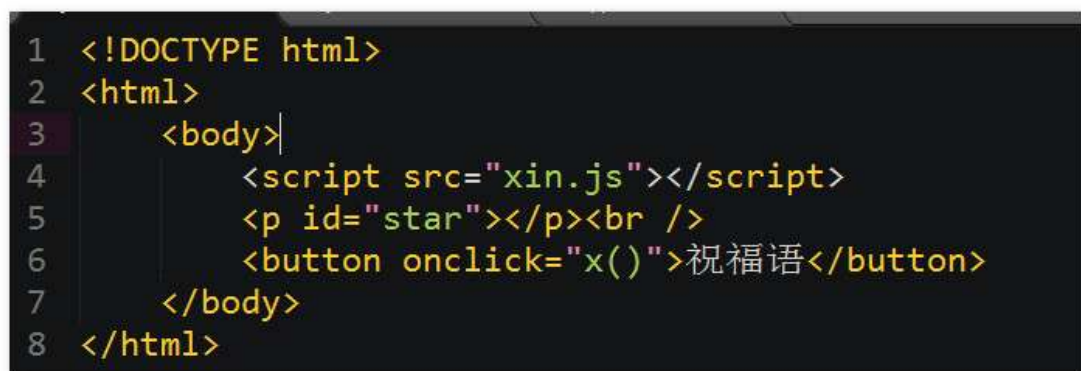 1 <!DOCTYPE html>
2 <html>
3 <body>
4 <script src="xin.js"></script>
5 <p id="star"></p><br />
6 <button onclick="x()">祝福语</button>
7 </body>
8 </html>